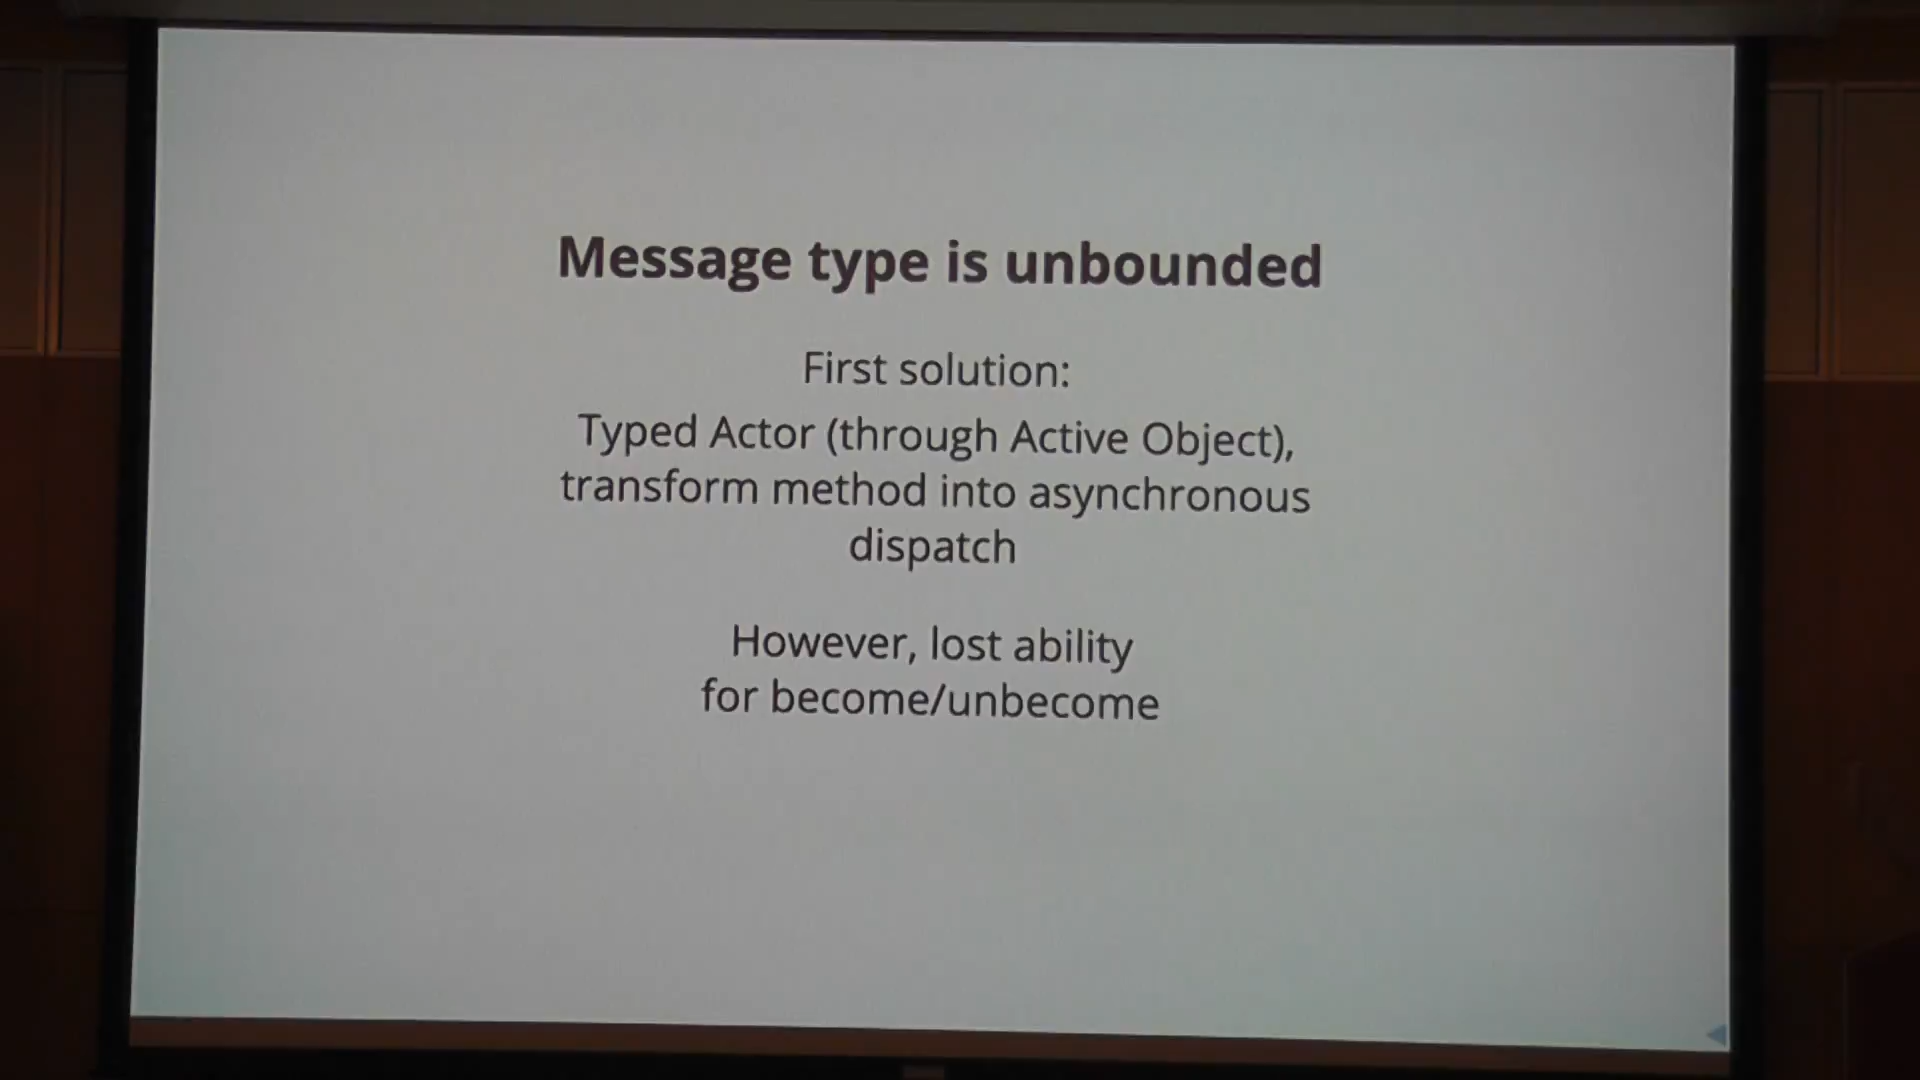 Message type is unbounded
First solution:
Typed Actor (through Active Object),
transform method into asynchronous
dispatch
However, lost ability
for become/unbecome